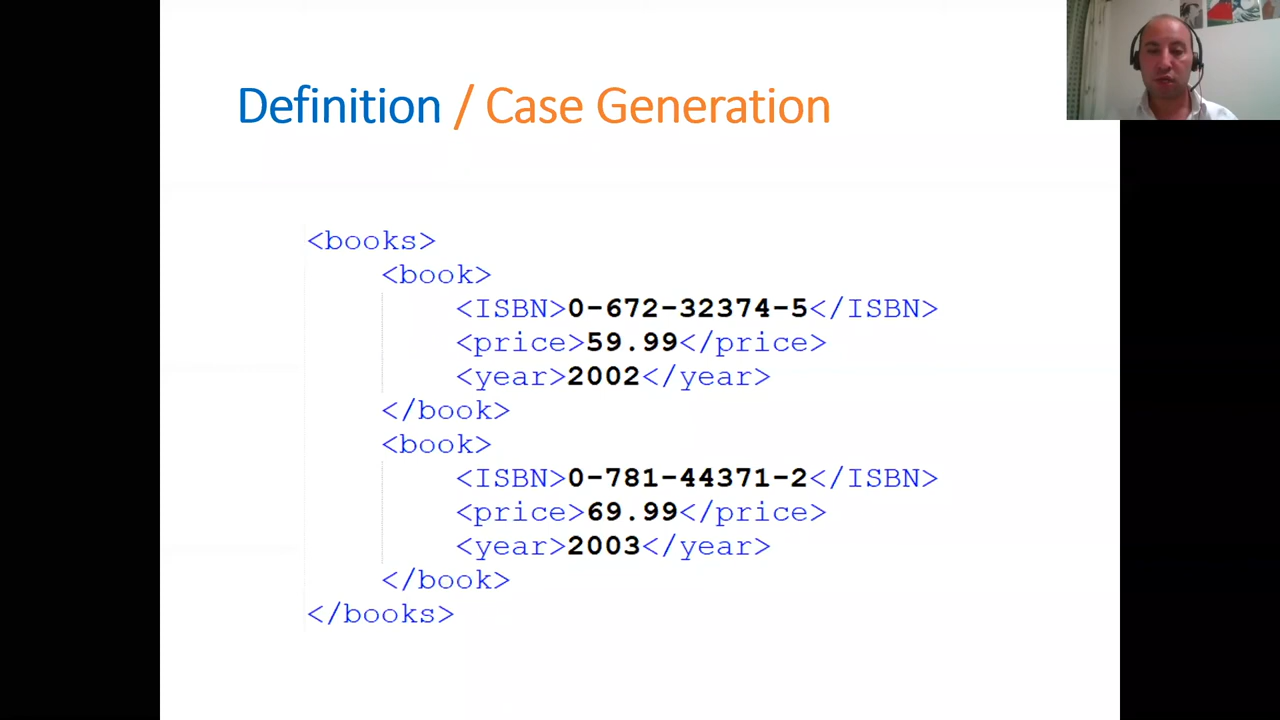 Definition / Case Generation
<books>
<book>
<ISBN>0-672-32374-5</ISBN>
<price>59.99</price>
<year>2002</year>
</book>
<book>
<ISBN>0-781-44371-2</ISBN>
<price>69.99</price>
<year>2003</year>
</book>
</books>